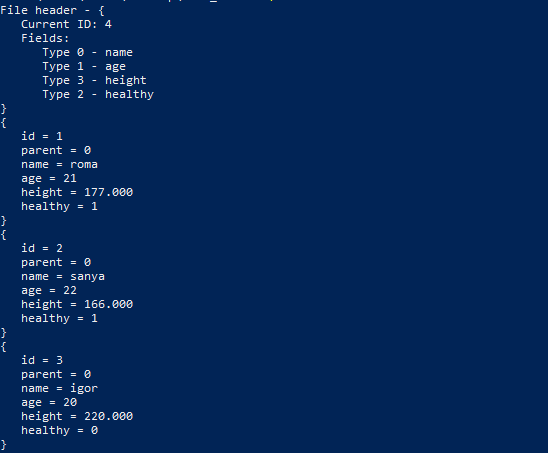 File header - {
   Current ID: 4
   Fields:
      Type 0 - name
      Type 1 - age
      Type 3 - height
      Type 2 - healthy
}
{
   id = 1
   parent = 0
   name = roma
   age = 21
   height = 177.000
   healthy = 1
}
{
   id = 2
   parent = 0
   name = sanya
   age = 22
   height = 166.000
   healthy = 1
}
{
   id = 3
   parent = 0
   name = igor
   age = 20
   height = 220.000
   healthy = 0
}